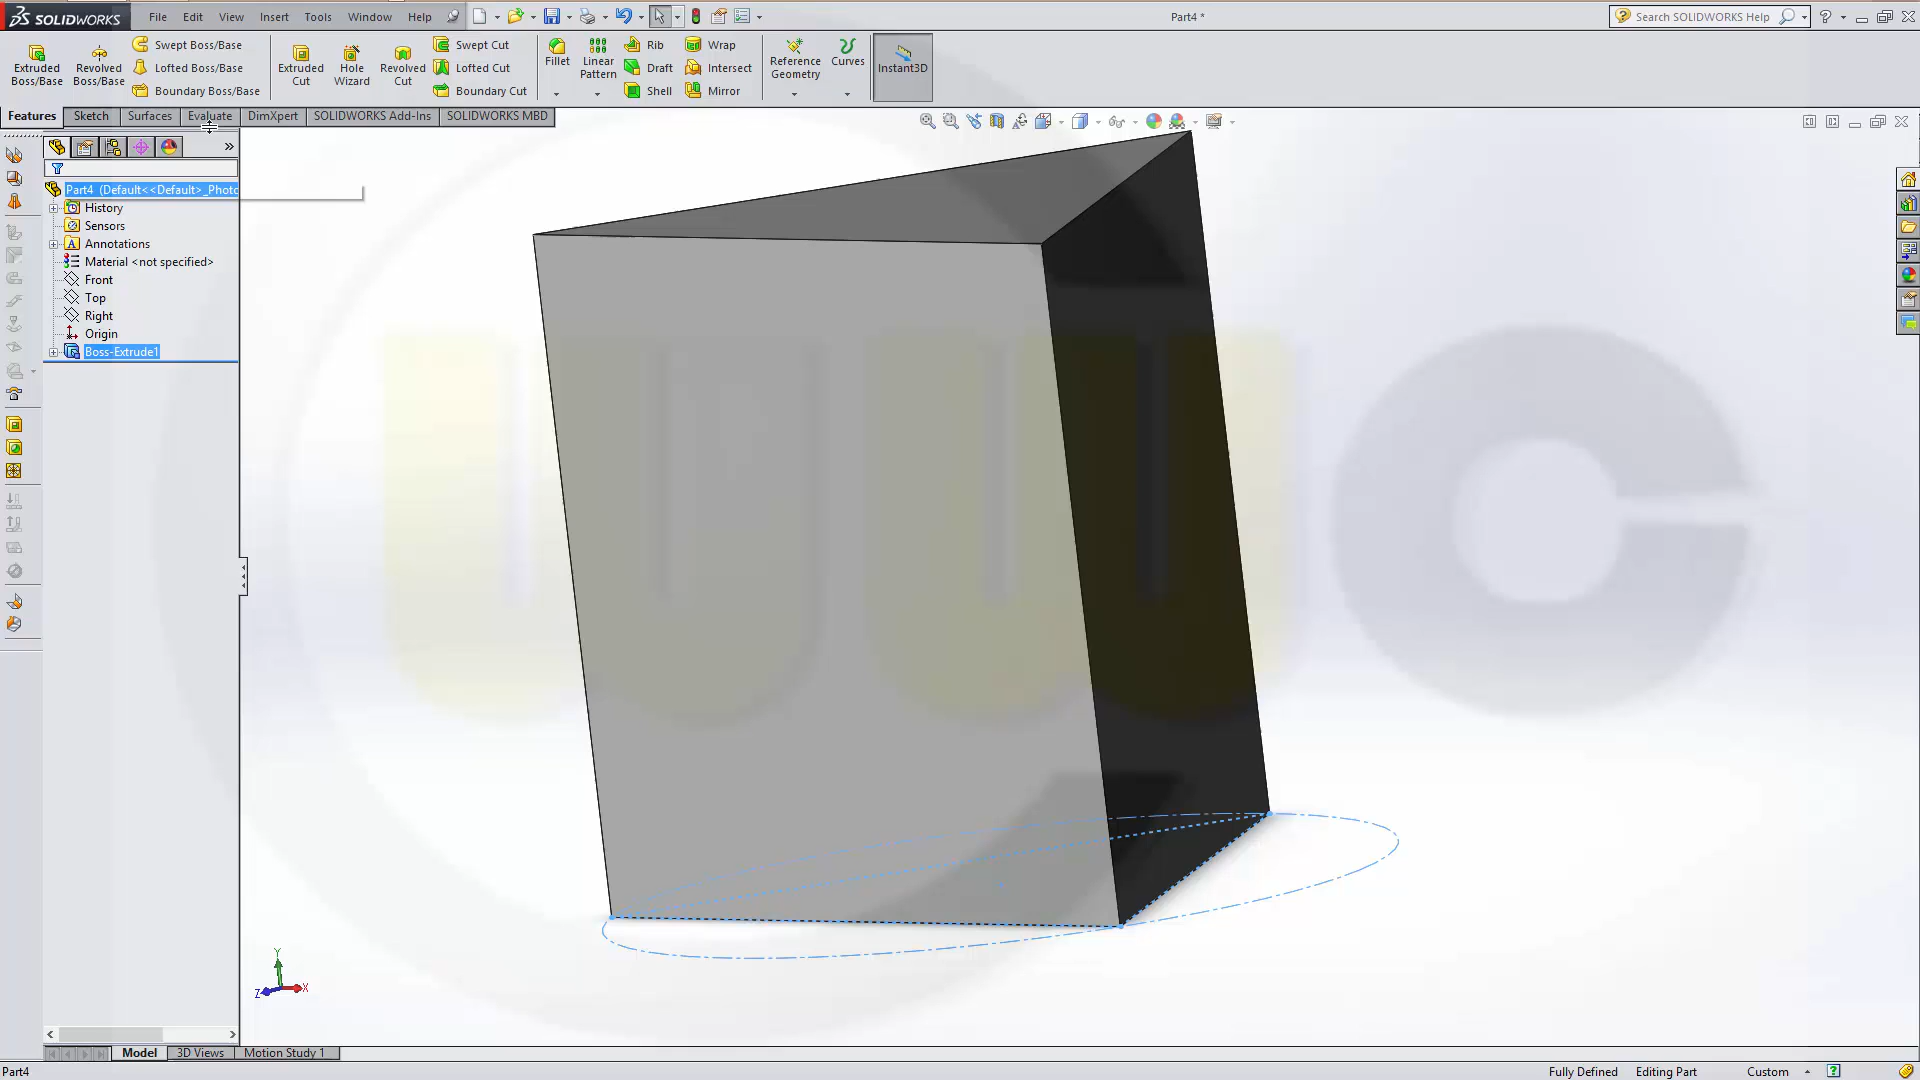 SOLIDWORKS File Edit View Insert Tools Window Help Part4 * Search SOLIDWORKS Help
Extruded Boss/Base
Revolved Boss/Base
Swept Boss/Base
Lofted Boss/Base
Boundary Boss/Base
Extruded Cut
Hole Wizard
Revolved Cut
Swept Cut
Lofted Cut
Boundary Cut
Fillet
Linear Pattern
Rib
Draft
Shell
Wrap
Intersect
Mirror
Reference Geometry
Curves
Instant3D
Features Sketch Surfaces Evaluate DimXpert SOLIDWORKS Add-Ins SOLIDWORKS MBD
Part4 (Default<<Default>_Photo
History
Sensors
Annotations
Material <not specified>
Front
Top
Right
Origin
Boss-Extrude1
Y
Z X
Model 3D Views Motion Study 1
Part4 Fully Defined Editing Part Custom